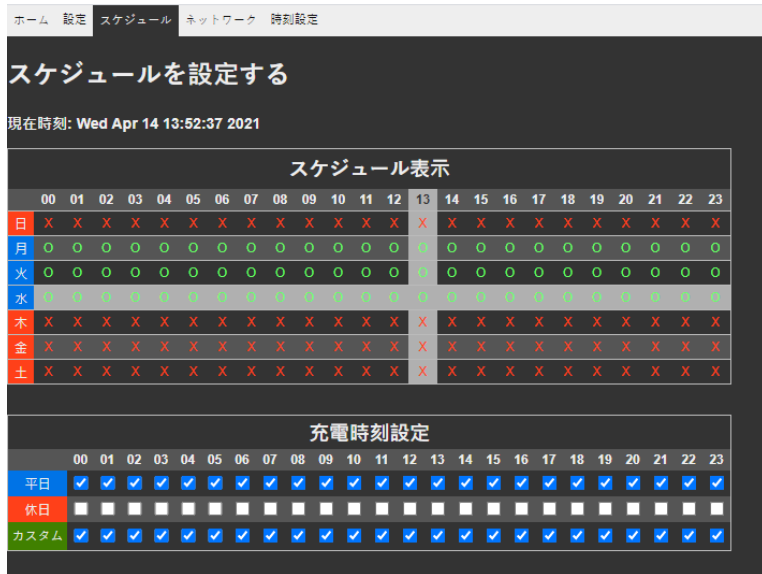 ホーム 設定 スケジュール ネットワーク 時刻設定
スケジュールを設定する
現在時刻: Wed Apr 14 13:52:37 2021
スケジュール表示
00 01 02 03 04 05 06 07 08 09 10 11 12 13 14 15 16 17 18 19 20 21 22 23
日 X X X X X X X X X X X X X X X X X X X X X X X X
月 O O O O O O O O O O O O O O O O O O O O O O O O
火 O O O O O O O O O O O O O O O O O O O O O O O O
水 O O O O O O O O O O O O O O O O O O O O O O O O
木 X X X X X X X X X X X X X X X X X X X X X X X X
金 X X X X X X X X X X X X X X X X X X X X X X X X
土 X X X X X X X X X X X X X X X X X X X X X X X X
充電時刻設定
00 01 02 03 04 05 06 07 08 09 10 11 12 13 14 15 16 17 18 19 20 21 22 23
平日
休日
カスタム